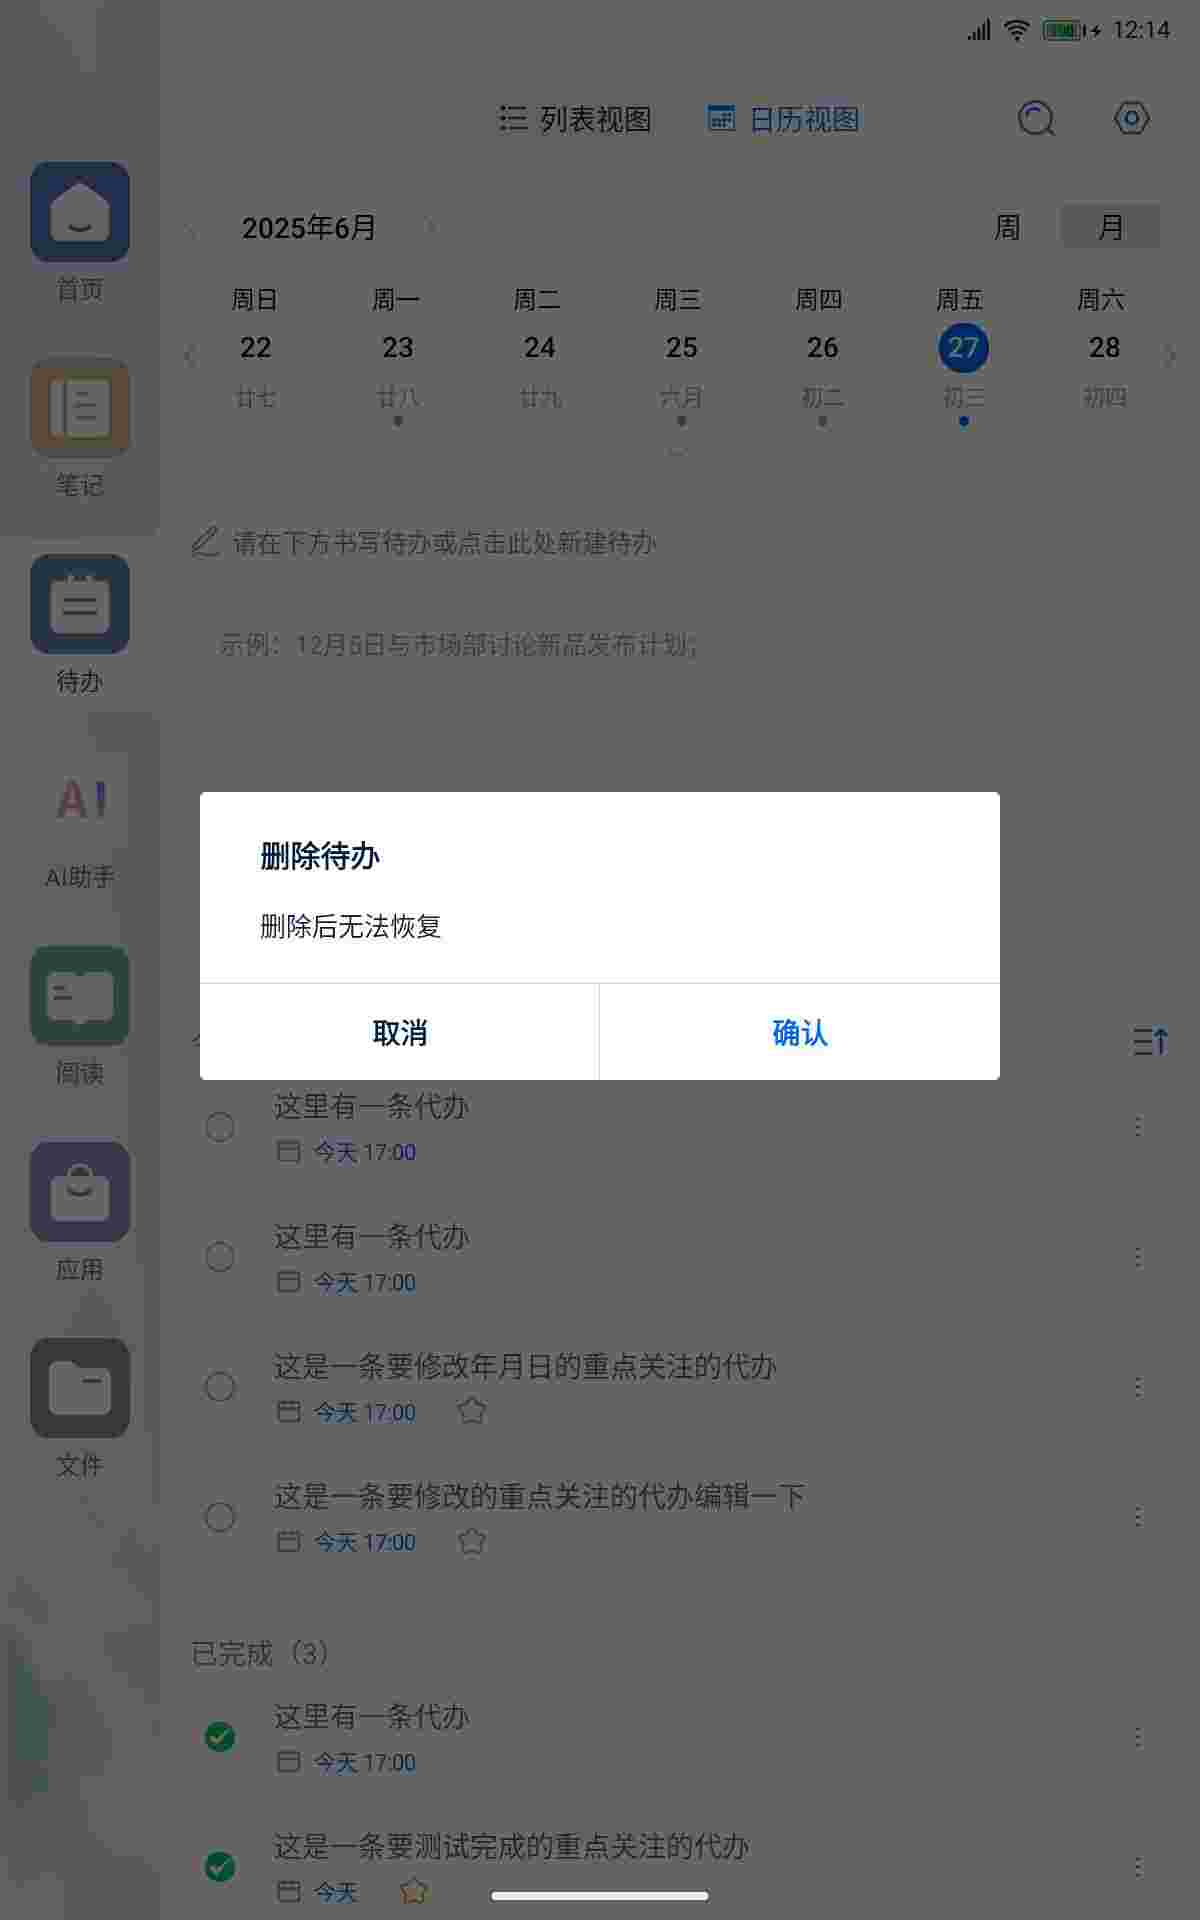 12:14
列表视图 日历视图
2025年6月 周 月
周日 周一 周二 周三 周四 周五 周六
22 23 24 25 26 27 28
廿七 廿八 廿九 六月 初二 初三 初四
请在下方书写待办或点击此处新建待办
示例：12月6日与市场部讨论新品发布计划；
首页
笔记
待办
AI
AI助手
阅读
应用
文件
删除待办
删除后无法恢复
取消 确认
这里有一条代办
今天 17:00
这里有一条代办
今天 17:00
这是一条要修改年月日的重点关注的代办
今天 17:00
这是一条要修改的重点关注的代办编辑一下
今天 17:00
已完成（3）
这里有一条代办
今天 17:00
这是一条要测试完成的重点关注的代办
今天